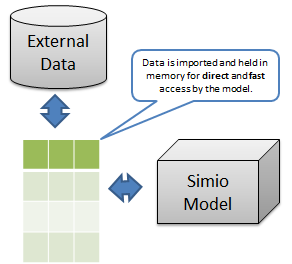 External
Data
Data is imported and held in
memory for direct and fast
access by the model.
Simio
Model